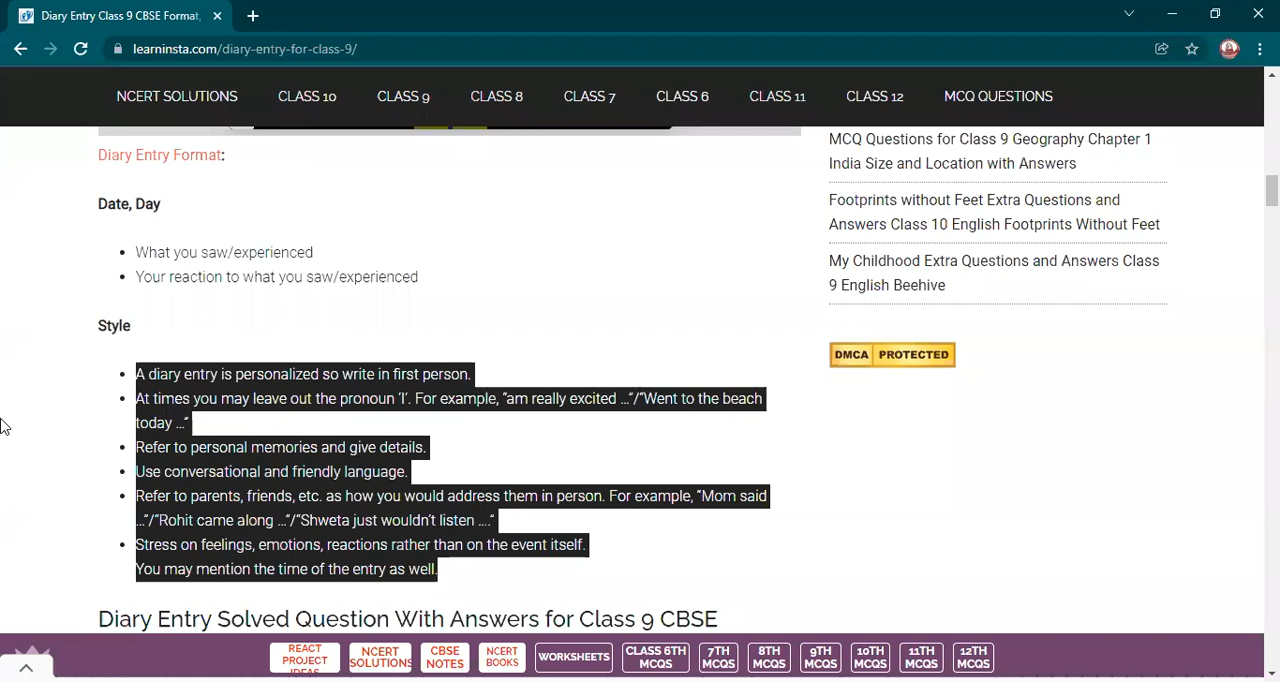 Diary Entry Class 9 CBSE Format,
learninsta.com/diary-entry-for-class-9/
NCERT SOLUTIONS CLASS 10 CLASS 9 CLASS 8 CLASS 7 CLASS 6 CLASS 11 CLASS 12 MCQ QUESTIONS
Diary Entry Format:
Date, Day
What you saw/experienced
Your reaction to what you saw/experienced
Style
A diary entry is personalized so write in first person.
At times you may leave out the pronoun ‘I’. For example, “am really excited …”/“Went to the beach
today …”
Refer to personal memories and give details.
Use conversational and friendly language.
Refer to parents, friends, etc. as how you would address them in person. For example, “Mom said
…”/“Rohit came along …”/“Shweta just wouldn’t listen ….”
Stress on feelings, emotions, reactions rather than on the event itself.
You may mention the time of the entry as well.
Diary Entry Solved Question With Answers for Class 9 CBSE
MCQ Questions for Class 9 Geography Chapter 1
India Size and Location with Answers
Footprints without Feet Extra Questions and
Answers Class 10 English Footprints Without Feet
My Childhood Extra Questions and Answers Class
9 English Beehive
DMCA PROTECTED
REACT
PROJECT
IDEAS
NCERT
SOLUTIONS
CBSE
NOTES
NCERT
BOOKS
WORKSHEETS
CLASS 6TH
MCQS
7TH
MCQS
8TH
MCQS
9TH
MCQS
10TH
MCQS
11TH
MCQS
12TH
MCQS